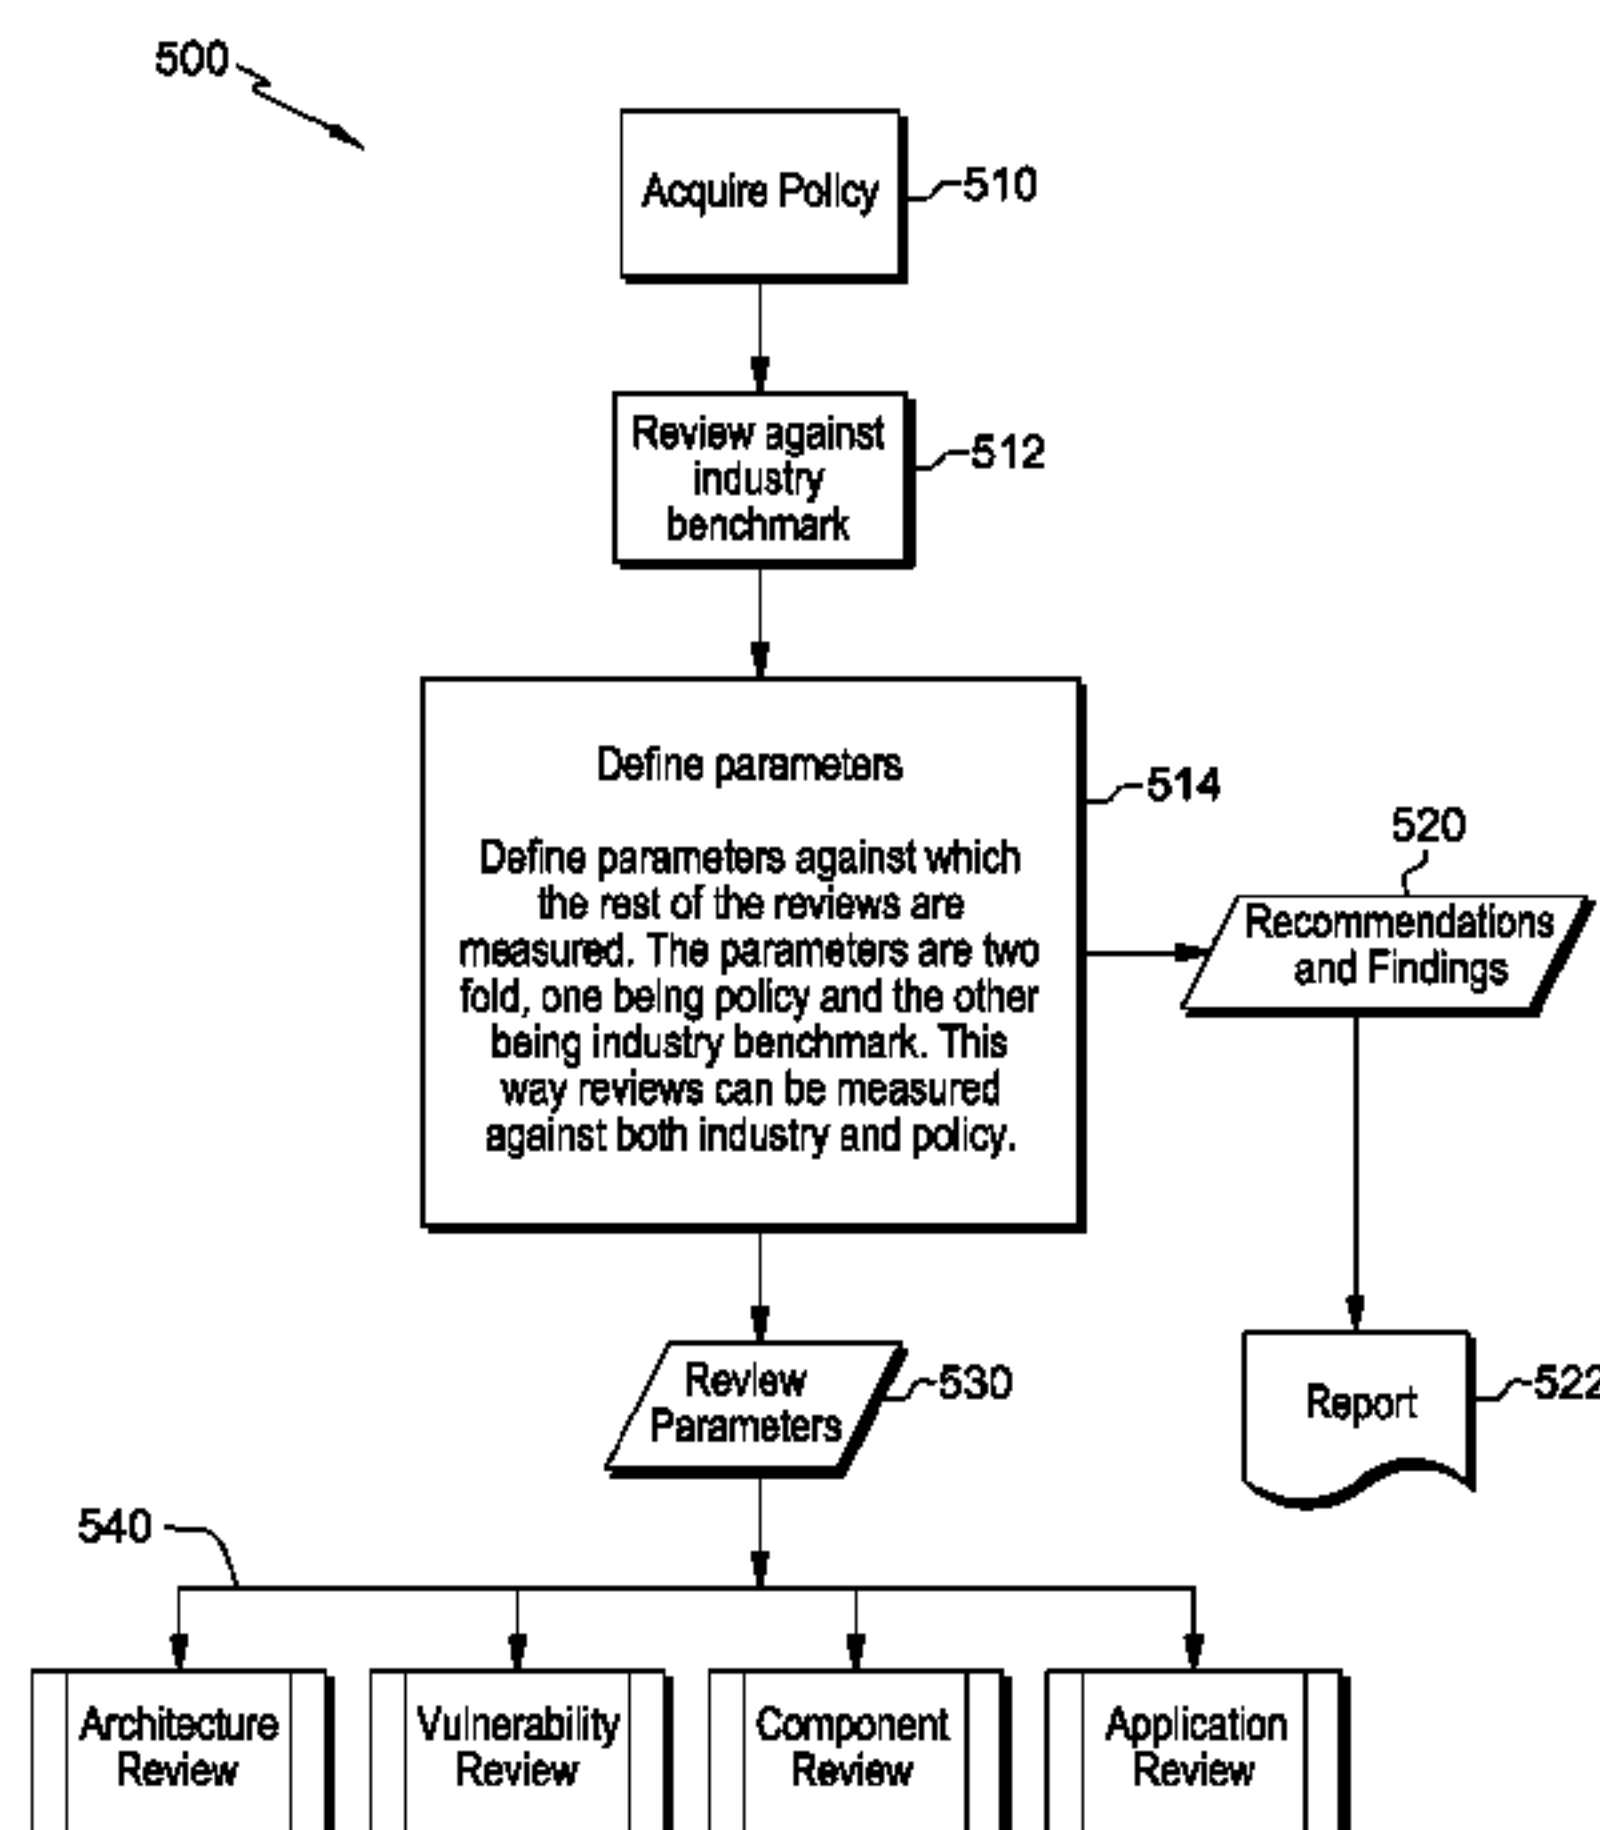 500
Acquire Policy
510
Review against
industry
benchmark
512
Define parameters
514
Define parameters against which
the rest of the reviews are
measured. The parameters are two
fold, one being policy and the other
being industry benchmark. This
way reviews can be measured
against both industry and policy.
520
Recommendations
and Findings
Review
Parameters
530
Report
522
540
Architecture
Review
Vulnerability
Review
Component
Review
Application
Review